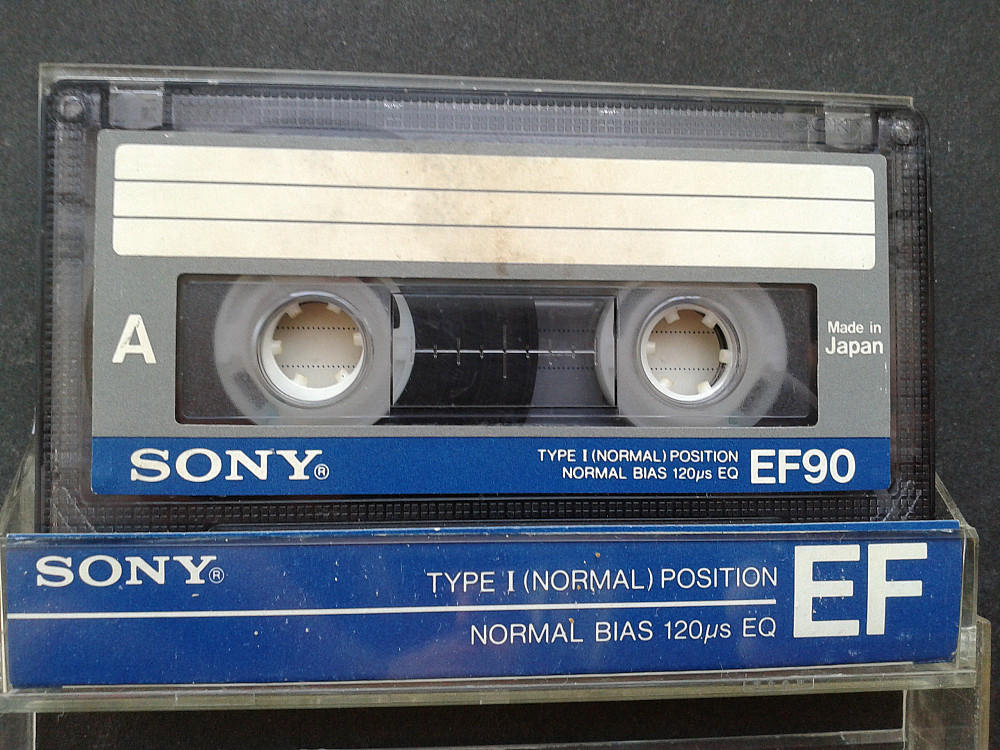 A
Made in
Japan
SONY®
TYPE I (NORMAL) POSITION
NORMAL BIAS 120µs EQ
EF90
SONY®
TYPE I (NORMAL) POSITION
NORMAL BIAS 120µs EQ
EF